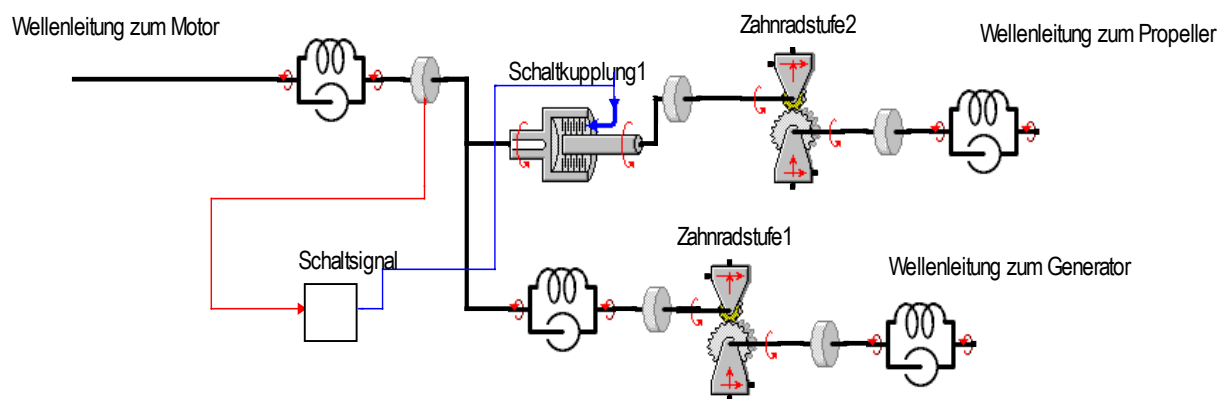 Wellenleitung zum Motor
Zahnradstufe2
Wellenleitung zum Propeller
Schaltkupplung1
Zahnradstufe1
Schaltsignal
Wellenleitung zum Generator